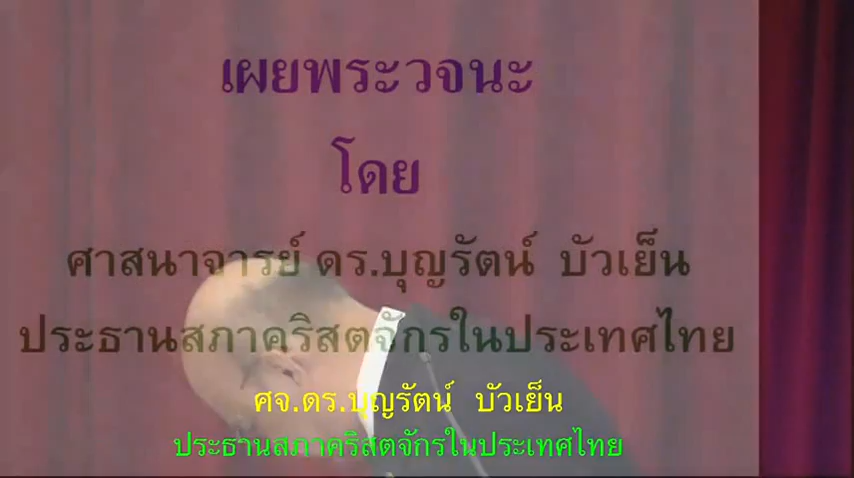 เผยพระวจนะ
โดย
ศาสนาจารย์ ดร.บุญรัตน์ บัวเย็น
ประธานสภาคริสตจักรในประเทศไทย
ศจ.ดร.บุญรัตน์ บัวเย็น
ประธานสภาคริสตจักรในประเทศไทย